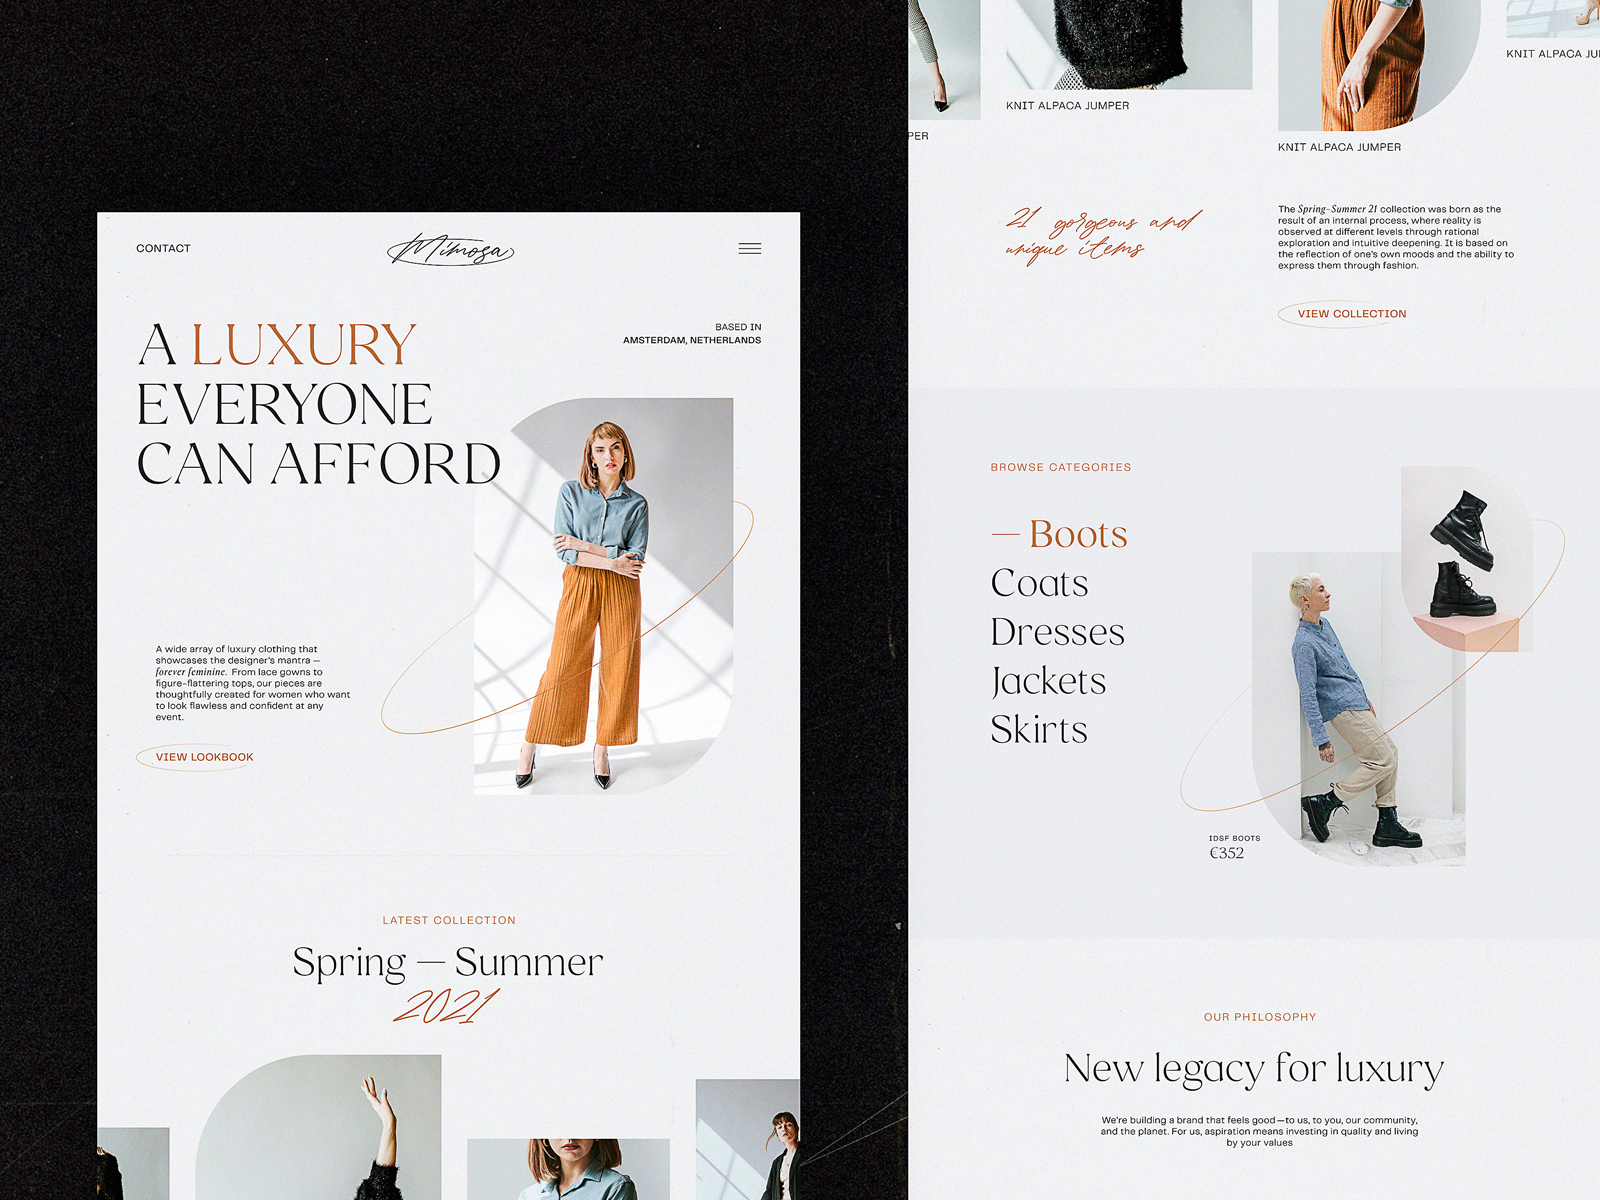 CONTACT
Mimosa
A LUXURY
EVERYONE
CAN AFFORD
BASED IN
AMSTERDAM, NETHERLANDS
A wide array of luxury clothing that
showcases the designer's mantra —
forever feminine. From lace gowns to
figure-flattering tops, our pieces are
thoughtfully created for women who want
to look flawless and confident at any
event.
VIEW LOOKBOOK
LATEST COLLECTION
Spring — Summer
2021
PER
KNIT ALPACA JUMPER
KNIT ALPACA JUMPER
KNIT ALPACA JU
21 gorgeous and
unique items
The Spring-Summer 21 collection was born as the
result of an internal process, where reality is
observed at different levels through rational
exploration and intuitive deepening. It is based on
the reflection of one's own moods and the ability to
express them through fashion.
VIEW COLLECTION
BROWSE CATEGORIES
— Boots
Coats
Dresses
Jackets
Skirts
IDSF BOOTS
€352
OUR PHILOSOPHY
New legacy for luxury
We're building a brand that feels good—to us, to you, our community,
and the planet. For us, aspiration means investing in quality and living
by your values